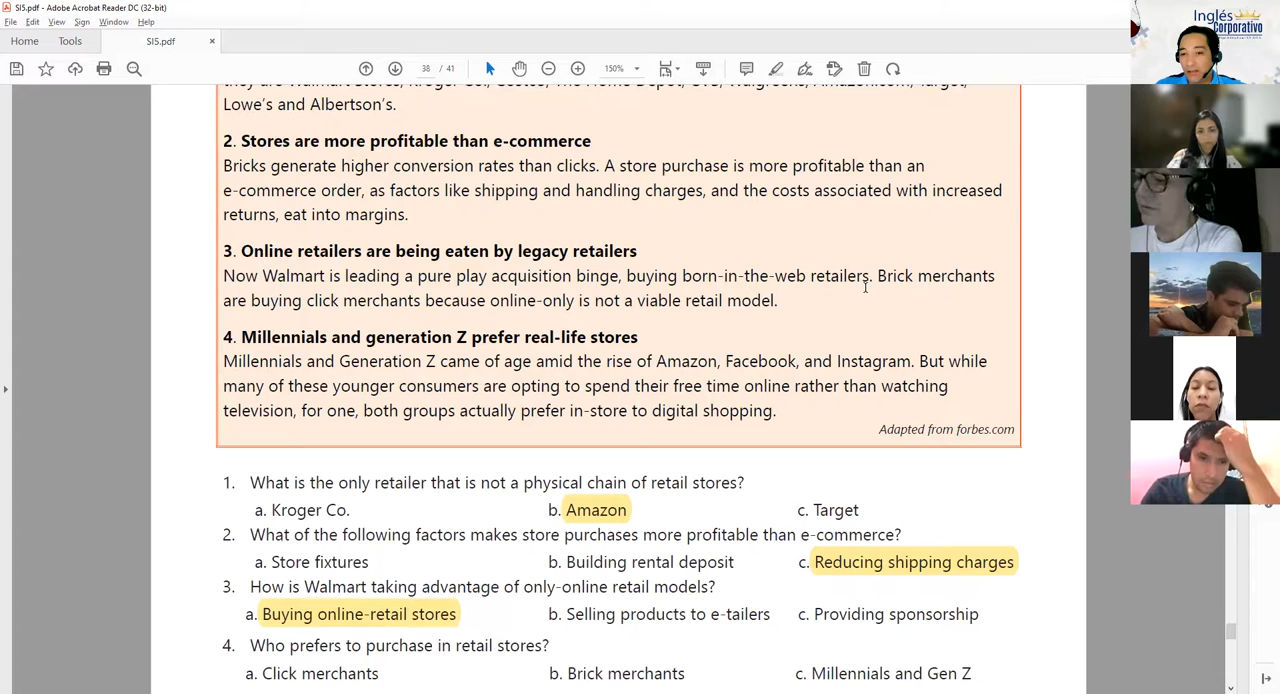 SI5.pdf - Adobe Acrobat Reader DC (32-bit)
File Edit View Sign Window Help
Home Tools SI5.pdf ×
38 / 41 150%
Inglés
Corporativo
Lowe's and Albertson's.
2. Stores are more profitable than e-commerce
Bricks generate higher conversion rates than clicks. A store purchase is more profitable than an
e-commerce order, as factors like shipping and handling charges, and the costs associated with increased
returns, eat into margins.
3. Online retailers are being eaten by legacy retailers
Now Walmart is leading a pure play acquisition binge, buying born-in-the-web retailers. Brick merchants
are buying click merchants because online-only is not a viable retail model.
4. Millennials and generation Z prefer real-life stores
Millennials and Generation Z came of age amid the rise of Amazon, Facebook, and Instagram. But while
many of these younger consumers are opting to spend their free time online rather than watching
television, for one, both groups actually prefer in-store to digital shopping.
Adapted from forbes.com
1. What is the only retailer that is not a physical chain of retail stores?
a. Kroger Co. b. Amazon c. Target
2. What of the following factors makes store purchases more profitable than e-commerce?
a. Store fixtures b. Building rental deposit c. Reducing shipping charges
3. How is Walmart taking advantage of only-online retail models?
a. Buying online-retail stores b. Selling products to e-tailers c. Providing sponsorship
4. Who prefers to purchase in retail stores?
a. Click merchants b. Brick merchants c. Millennials and Gen Z